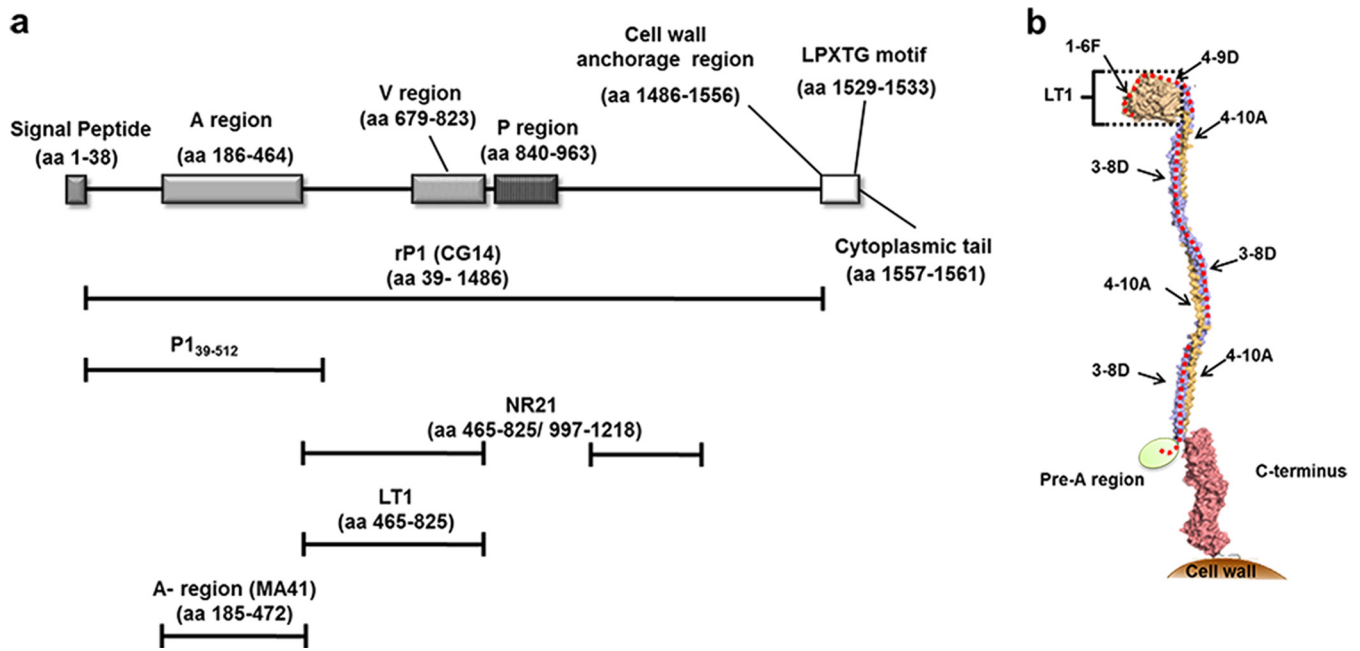 a
Signal Peptide
(aa 1-38)
A region
(aa 186-464)
V region
(aa 679-823)
P region
(aa 840-963)
Cell wall
anchorage region
(aa 1486-1556)
LPXTG motif
(aa 1529-1533)
Cytoplasmic tail
(aa 1557-1561)
rP1 (CG14)
(aa 39- 1486)
P139-512
NR21
(aa 465-825/ 997-1218)
LT1
(aa 465-825)
A- region (MA41)
(aa 185-472)
b
1-6F
4-9D
LT1
4-10A
3-8D
3-8D
4-10A
3-8D
4-10A
Pre-A region
C-terminus
Cell wall